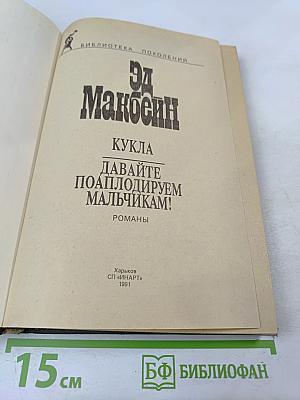 БИБЛИОТЕКА ПОКОЛЕНИЙ
ЭД
МАКБЕЙН
КУКЛА
ДАВАЙТЕ
ПОАПЛОДИРУЕМ
МАЛЬЧИКАМ!
РОМАНЫ
Харьков
СП «ИНАРТ»
1991
15 см
БФ БИБЛИОФАН